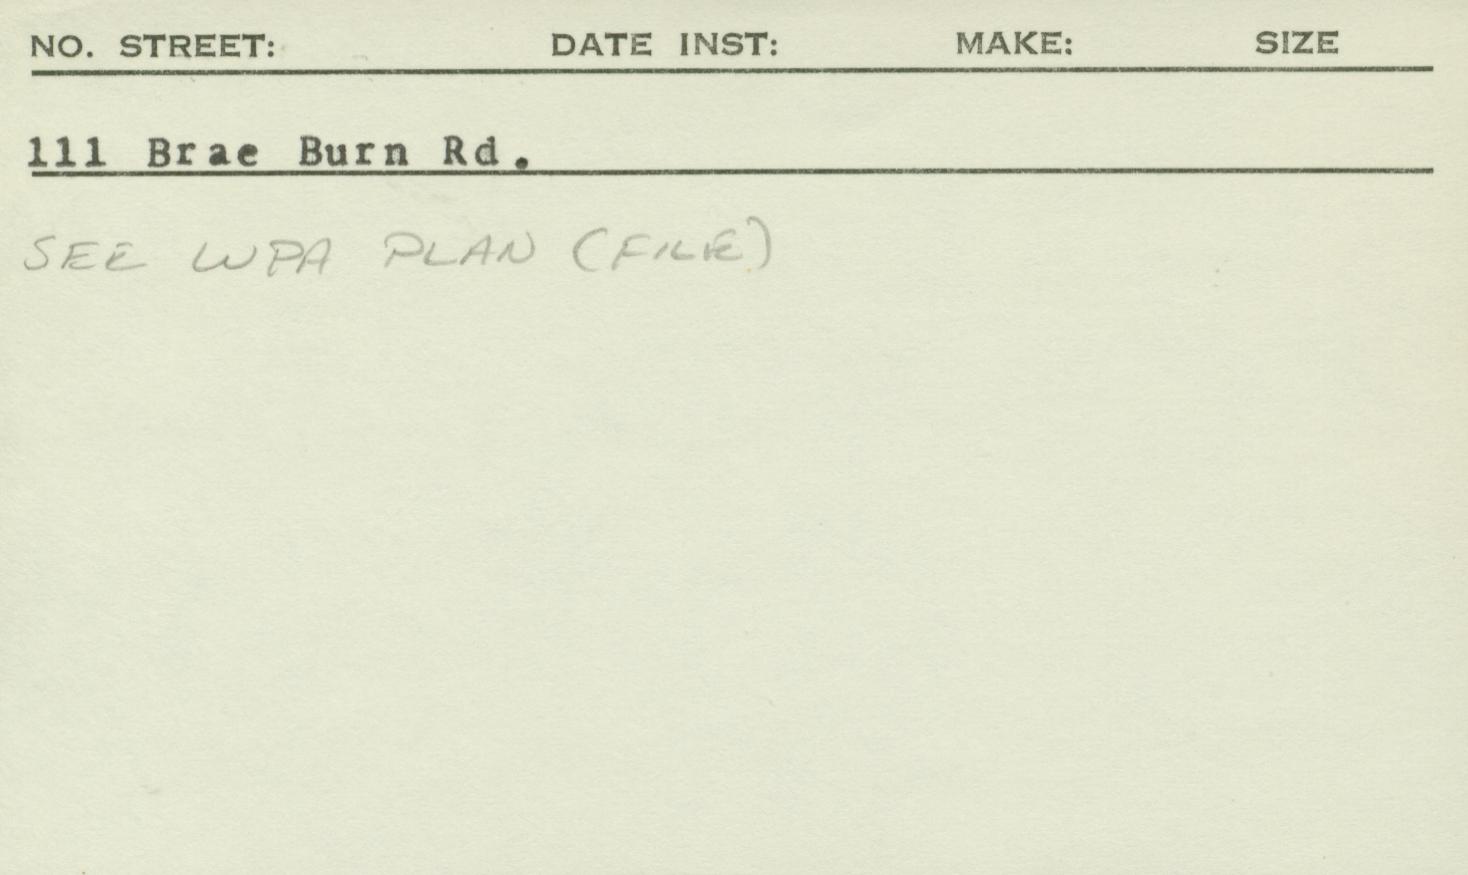 NO. STREET: DATE INST: MAKE: SIZE
111 Brae Burn Rd.
SEE WPA PLAN (FILE)